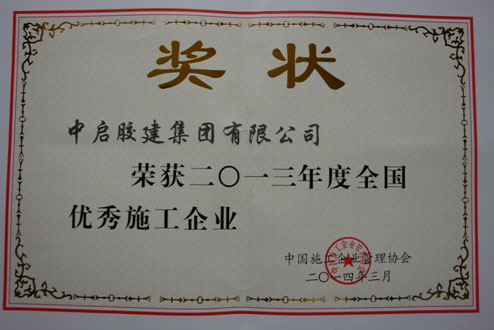 奖状
中启胶建集团有限公司
荣获二〇一三年度全国
优秀施工企业
中国施工企业管理协会
二〇一四年三月